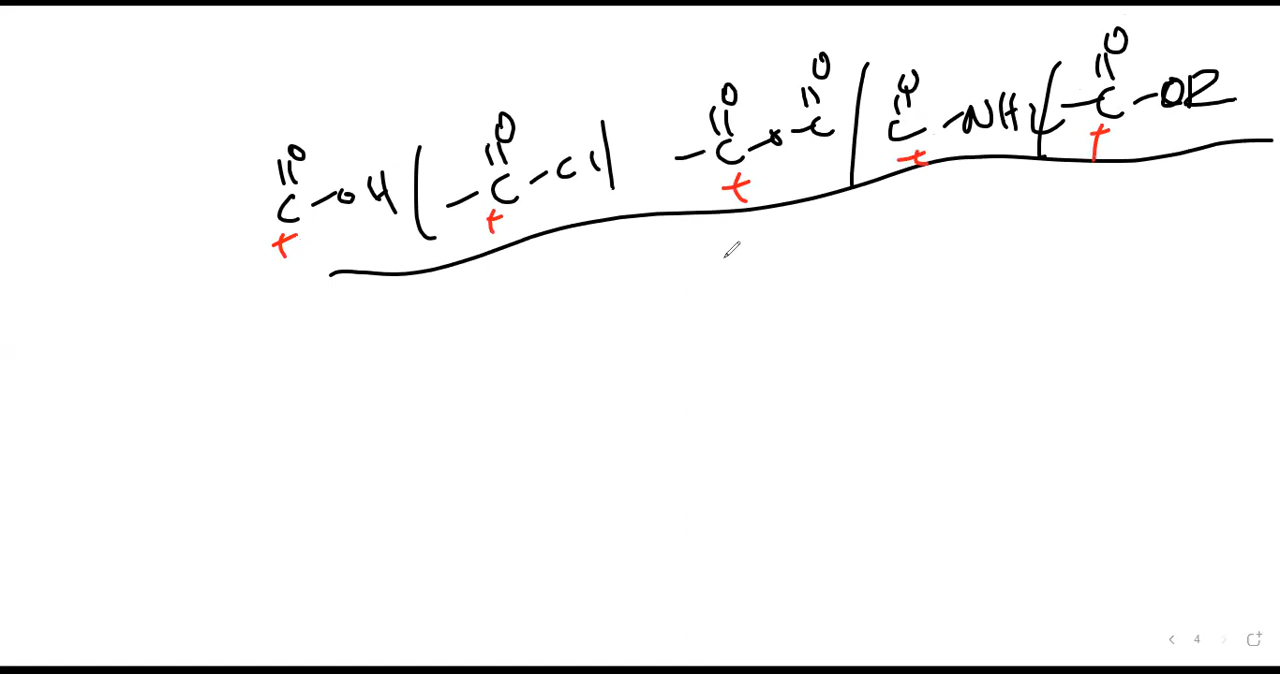 O O O O O O
C-OH -C-Cl -C-O-C C-NH2 -C-OR
+ + + + +
4